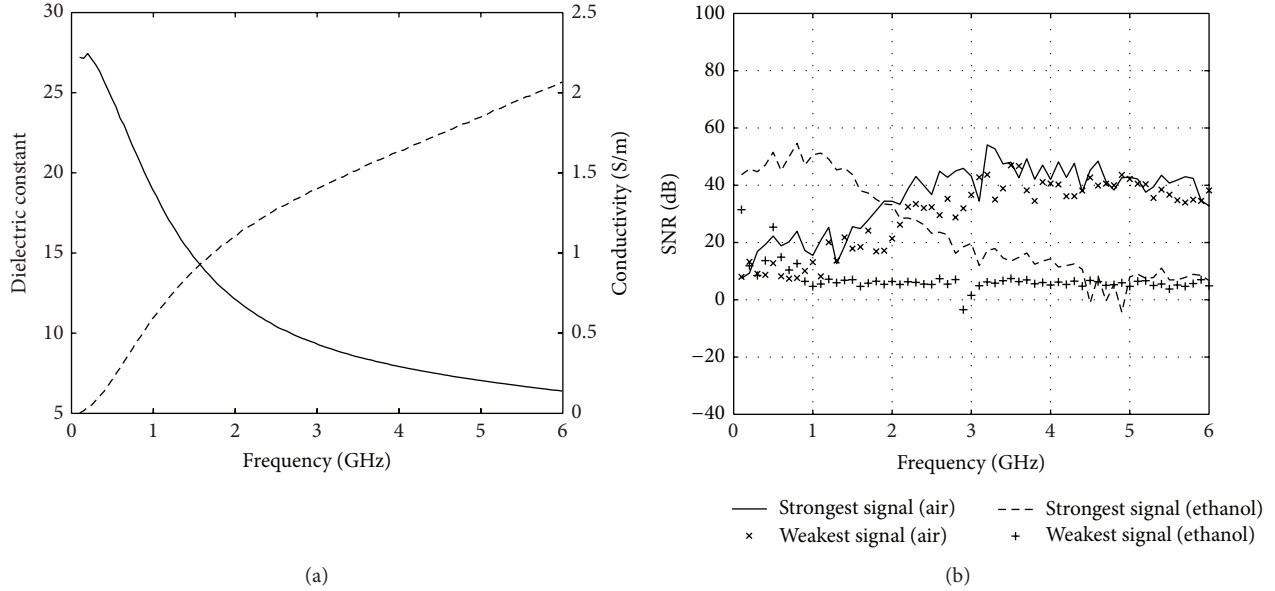 30
25
20
15
10
5
Dielectric constant
2.5
2
1.5
1
0.5
0
Conductivity (S/m)
0 1 2 3 4 5 6
Frequency (GHz)
(a)
100
80
60
40
20
0
−20
−40
SNR (dB)
0 1 2 3 4 5 6
Frequency (GHz)
Strongest signal (air)
Weakest signal (air)
Strongest signal (ethanol)
Weakest signal (ethanol)
(b)